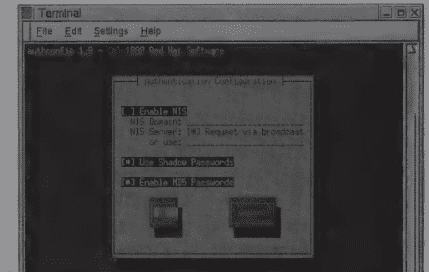 Terminal
File Edit Settings Help
authconfig 1.8 - (c) 1999 Red Hat Software
Authentication Configuration
[ ] Enable NIS
NIS Domain:
NIS Server: [*] Request via broadcast
or use:
[*] Use Shadow Passwords
[*] Enable MD5 Passwords